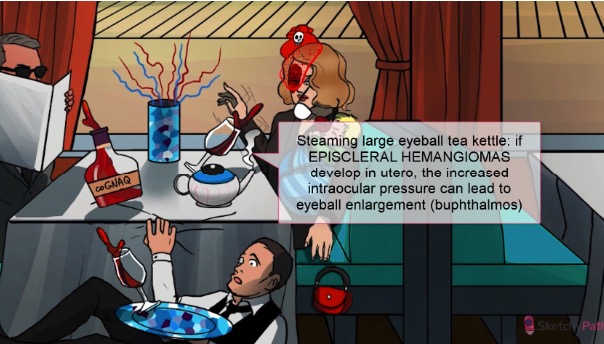 Steaming large eyeball tea kettle: if
EPISCLERAL HEMANGIOMAS
develop in utero, the increased
intraocular pressure can lead to
eyeball enlargement (buphthalmos)
coGNAQ
SketchyPath